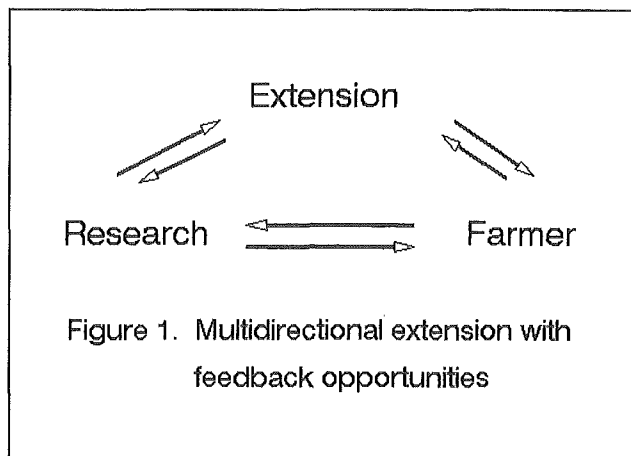 Extension
Research Farmer
Figure 1. Multidirectional extension with
feedback opportunities